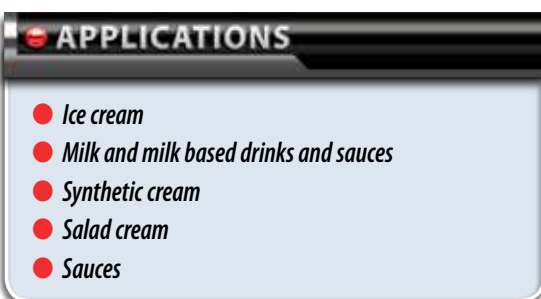 APPLICATIONS
Ice cream
Milk and milk based drinks and sauces
Synthetic cream
Salad cream
Sauces